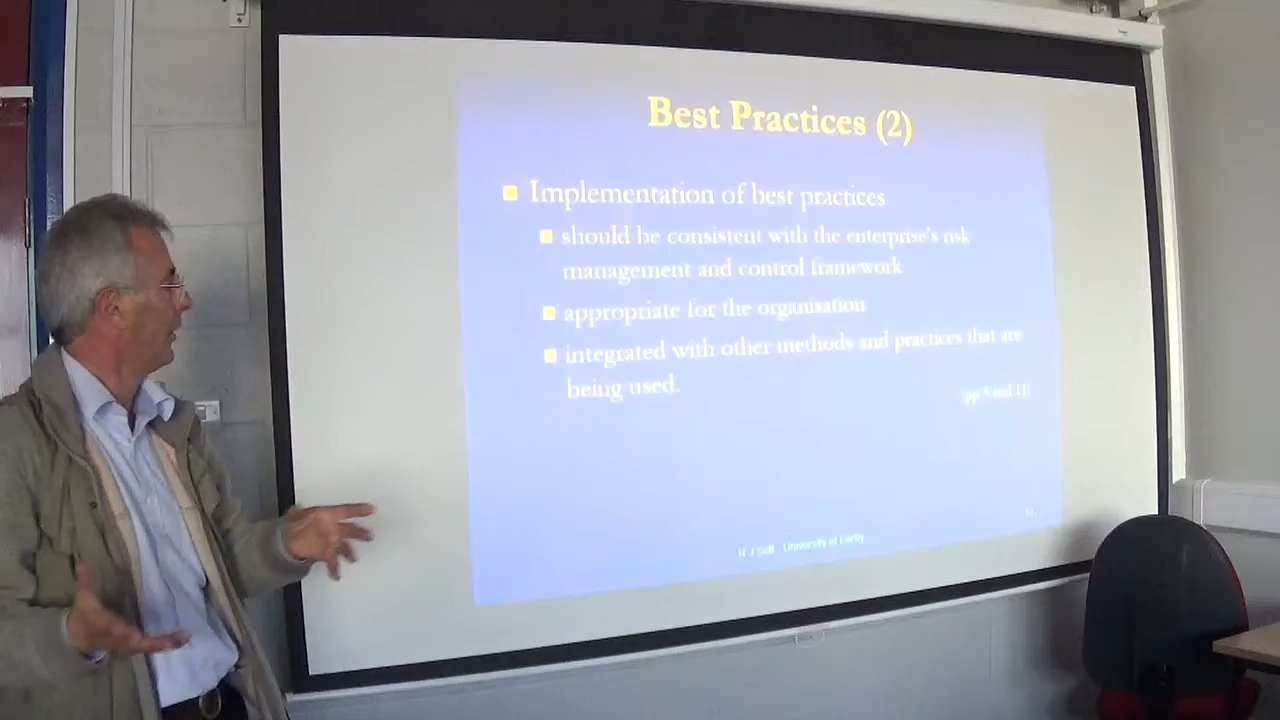 Best Practices (2)
Implementation of best practices
should be consistent with the enterprise's risk
management and control framework
appropriate for the organisation
integrated with other methods and practices that are
being used.
University of Derby